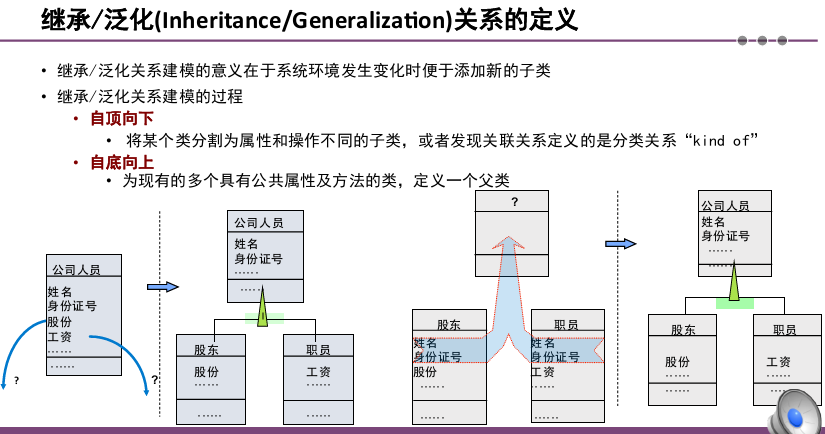 继承/泛化(Inheritance/Generalization)关系的定义
• 继承/泛化关系建模的意义在于系统环境发生变化时便于添加新的子类
• 继承/泛化关系建模的过程
• 自顶向下
• 将某个类分割为属性和操作不同的子类，或者发现关联关系定义的是分类关系“kind of”
• 自底向上
• 为现有的多个具有公共属性及方法的类，定义一个父类
公司人员
姓名
身份证号
股份
工资
......
......
?
?
公司人员
姓名
身份证号
......
......
股东
股份
......
......
职员
工资
......
......
?
股东
姓名
身份证号
股份
......
......
职员
姓名
身份证号
工资
......
......
公司人员
姓名
身份证号
......
......
股东
股份
......
......
职员
工资
......
......